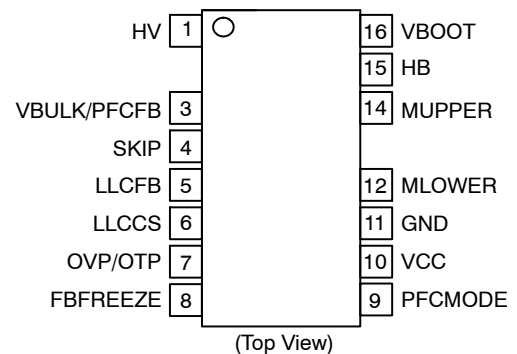 HV 1 16 VBOOT
15 HB
VBULK/PFCFB 3 14 MUPPER
SKIP 4
LLCFB 5 12 MLOWER
LLCCS 6 11 GND
OVP/OTP 7 10 VCC
FBFREEZE 8 9 PFCMODE
(Top View)